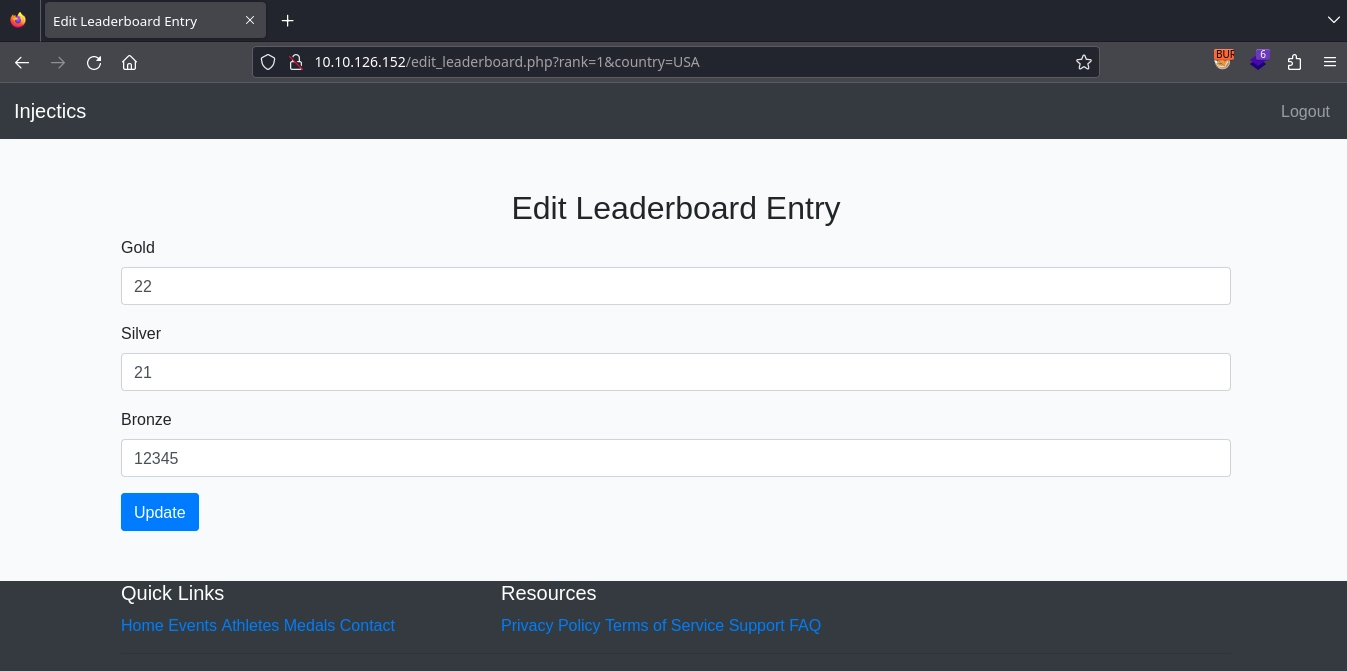 Edit Leaderboard Entry
10.10.126.152/edit_leaderboard.php?rank=1&country=USA
BUR
6
Injectics
Logout
Edit Leaderboard Entry
Gold
22
Silver
21
Bronze
12345
Update
Quick Links
Resources
Home Events Athletes Medals Contact
Privacy Policy Terms of Service Support FAQ